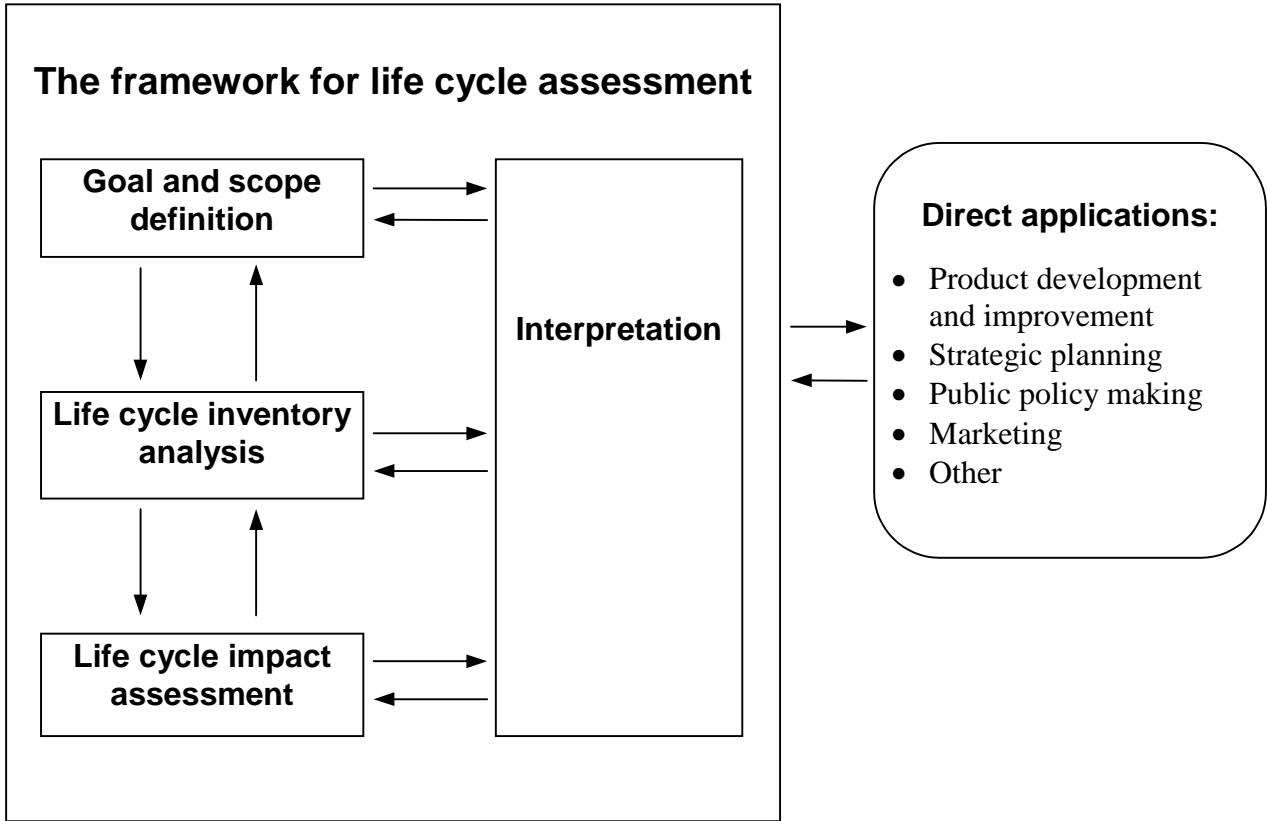 The framework for life cycle assessment
Goal and scope
definition
Life cycle inventory
analysis
Life cycle impact
assessment
Interpretation
Direct applications:
• Product development
and improvement
• Strategic planning
• Public policy making
• Marketing
• Other